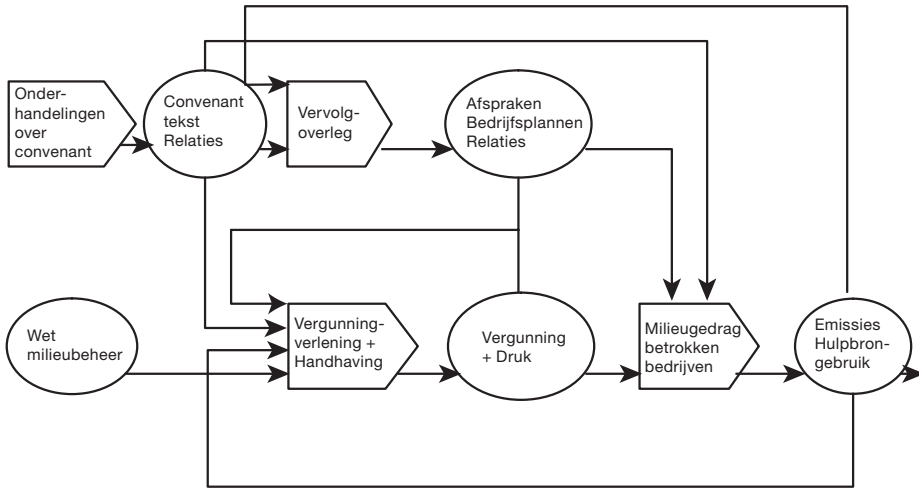 Onder-
handelingen
over
convenant
Convenant
tekst
Relaties
Vervolg-
overleg
Afspraken
Bedrijfsplannen
Relaties
Wet
milieubeheer
Vergunning-
verlening +
Handhaving
Vergunning
+ Druk
Milieugedrag
betrokken
bedrijven
Emissies
Hulpbron-
gebruik